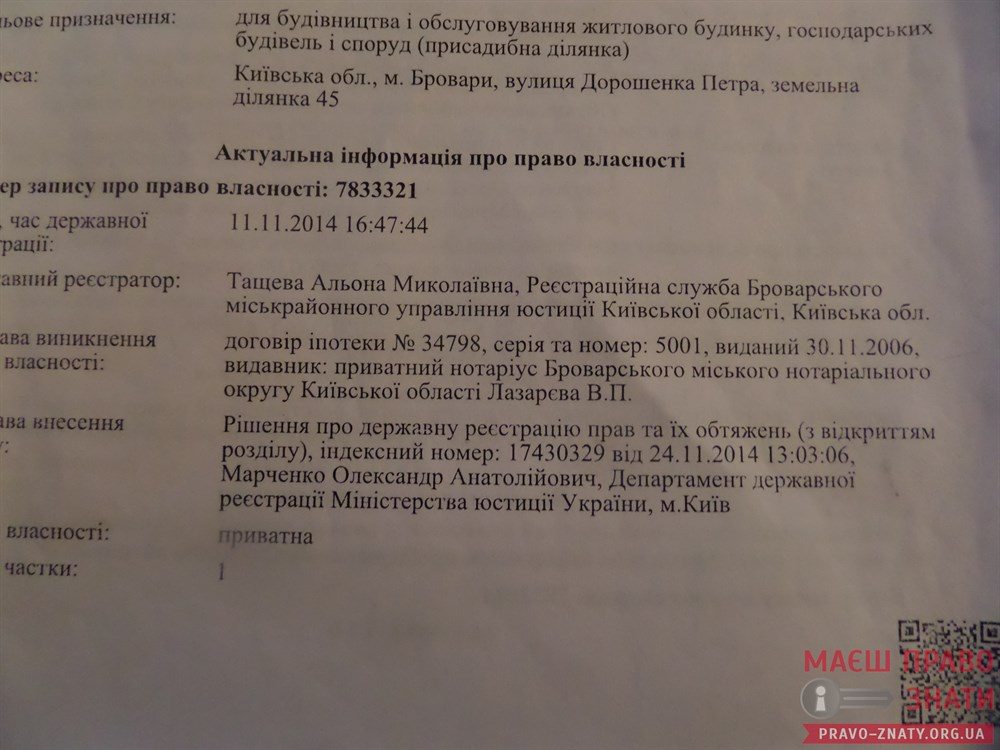 ьове призначення:
для будівництва і обслуговування житлового будинку, господарських
будівель і споруд (присадибна ділянка)
реса:
Київська обл., м. Бровари, вулиця Дорошенка Петра, земельна
ділянка 45
Актуальна інформація про право власності
ер запису про право власності: 7833321
, час державної
трації:
11.11.2014 16:47:44
авний реєстратор:
Тащева Альона Миколаївна, Реєстраційна служба Броварського
міськрайонного управління юстиції Київської області, Київська обл.
ава виникнення
власності:
договір іпотеки № 34798, серія та номер: 5001, виданий 30.11.2006,
видавник: приватний нотаріус Броварського міського нотаріального
округу Київської області Лазарєва В.П.
ава внесення
у:
Рішення про державну реєстрацію прав та їх обтяжень (з відкриттям
розділу), індексний номер: 17430329 від 24.11.2014 13:03:06,
Марченко Олександр Анатолійович, Департамент державної
реєстрації Міністерства юстиції України, м.Київ
власності:
приватна
частки:
1
МАЄШ ПРАВО
ЗНАТИ
PRAVO-ZNATY.ORG.UA